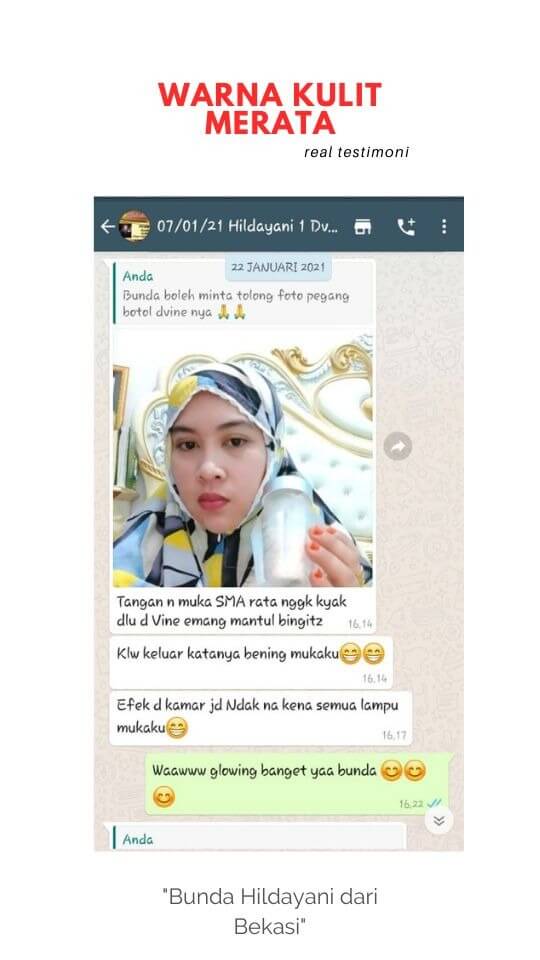 WARNA KULIT
MERATA
real testimoni
07/01/21 Hildayani 1 Dv...
22 JANUARI 2021
Anda
Bunda boleh minta tolong foto pegang
botol dvine nya 🙏🙏
Tangan n muka SMA rata nggk kyak
dlu d Vine emang mantul bingitz
16.14
Klw keluar katanya bening mukaku😁😁
16.14
Efek d kamar jd Ndak na kena semua lampu
mukaku😁
16.17
Waawww glowing banget yaa bunda 😊😊
😊
16.22
Anda
"Bunda Hildayani dari
Bekasi"